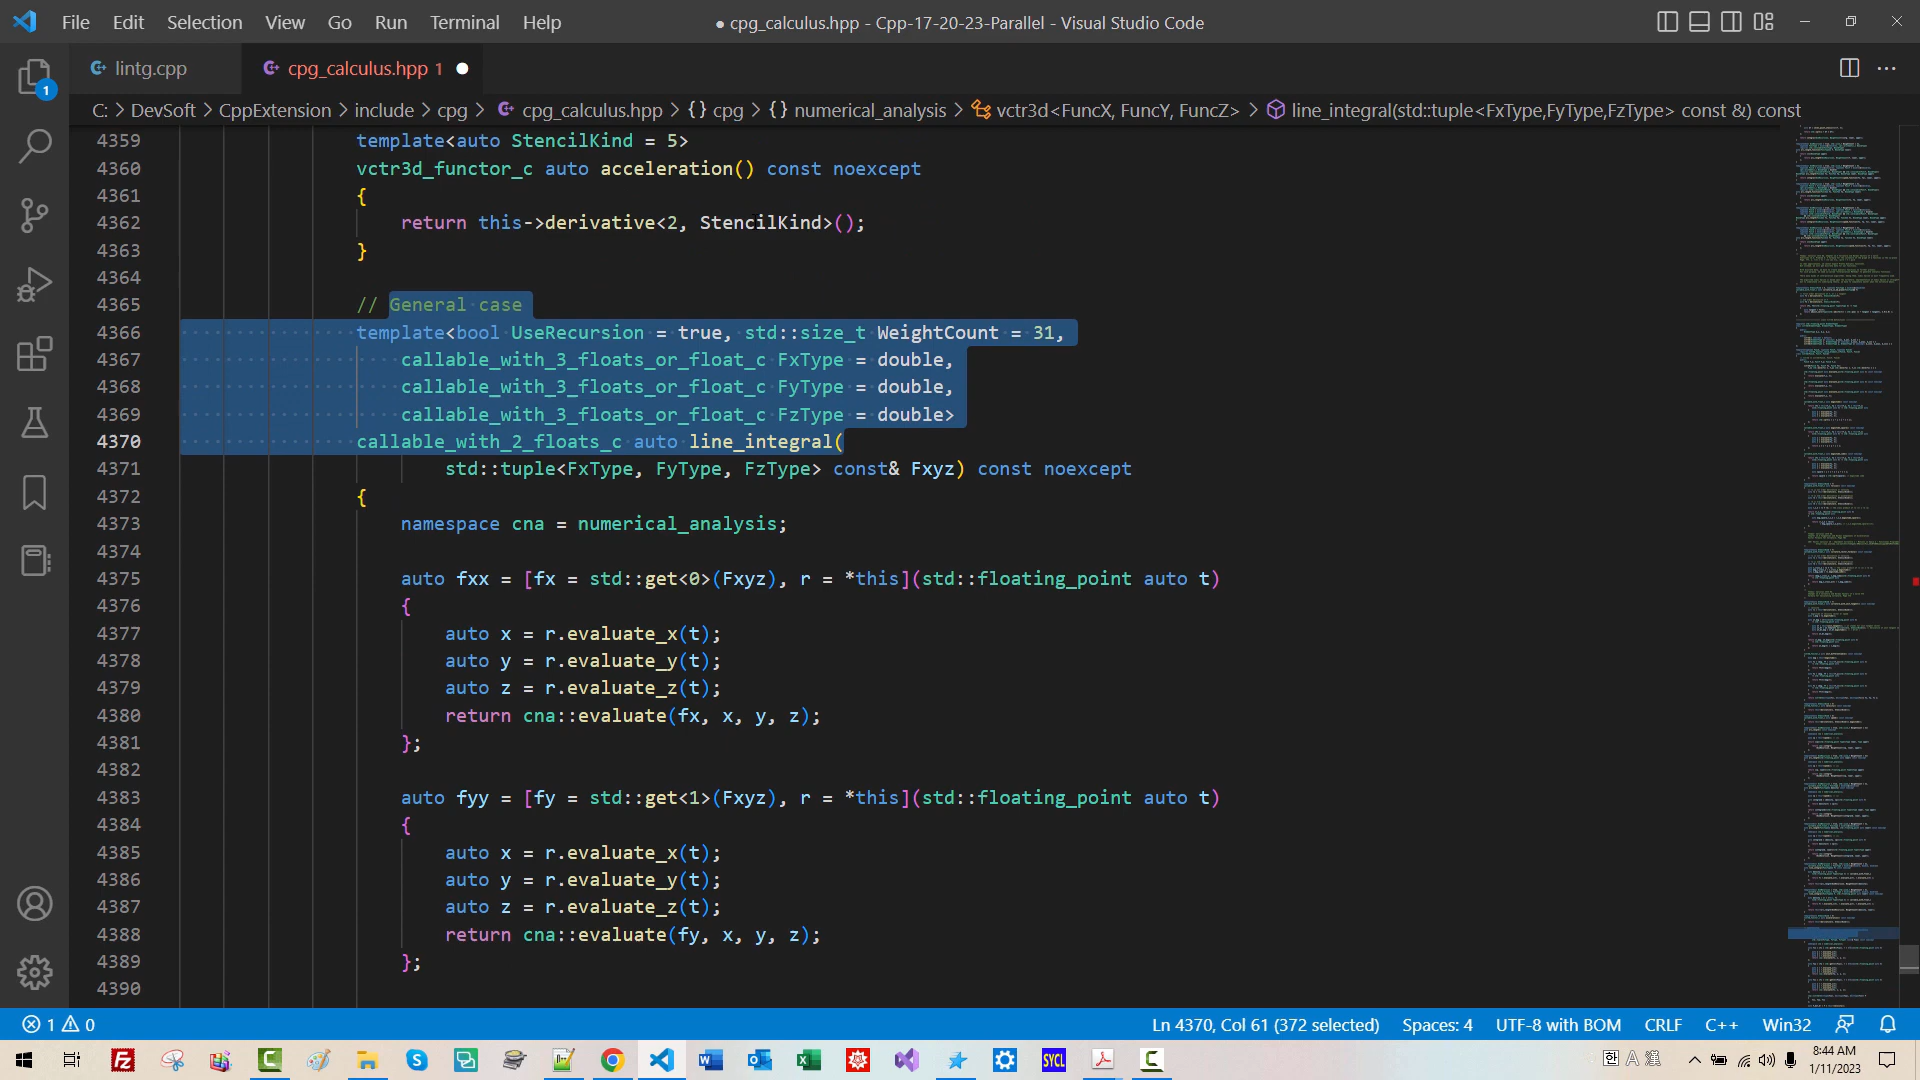 File Edit Selection View Go Run Terminal Help
● cpg_calculus.hpp - Cpp-17-20-23-Parallel - Visual Studio Code
lintg.cpp
cpg_calculus.hpp 1
C: > DevSoft > CppExtension > include > cpg > cpg_calculus.hpp > {} cpg > {} numerical_analysis > vctr3d<FuncX, FuncY, FuncZ> > line_integral(std::tuple<FxType,FyType,FzType> const &) const
1
4359 template<auto StencilKind = 5>
4360 vctr3d_functor_c auto acceleration() const noexcept
4361 {
4362 return this->derivative<2, StencilKind>();
4363 }
4364
4365 // General case
4366 template<bool UseRecursion = true, std::size_t WeightCount = 31,
4367 callable_with_3_floats_or_float_c FxType = double,
4368 callable_with_3_floats_or_float_c FyType = double,
4369 callable_with_3_floats_or_float_c FzType = double>
4370 callable_with_2_floats_c auto line_integral(
4371 std::tuple<FxType, FyType, FzType> const& Fxyz) const noexcept
4372 {
4373 namespace cna = numerical_analysis;
4374
4375 auto fxx = [fx = std::get<0>(Fxyz), r = *this](std::floating_point auto t)
4376 {
4377 auto x = r.evaluate_x(t);
4378 auto y = r.evaluate_y(t);
4379 auto z = r.evaluate_z(t);
4380 return cna::evaluate(fx, x, y, z);
4381 };
4382
4383 auto fyy = [fy = std::get<1>(Fxyz), r = *this](std::floating_point auto t)
4384 {
4385 auto x = r.evaluate_x(t);
4386 auto y = r.evaluate_y(t);
4387 auto z = r.evaluate_z(t);
4388 return cna::evaluate(fy, x, y, z);
4389 };
4390
1 0
Ln 4370, Col 61 (372 selected) Spaces: 4 UTF-8 with BOM CRLF C++ Win32
SYCL
한 A 漢
8:44 AM
1/11/2023